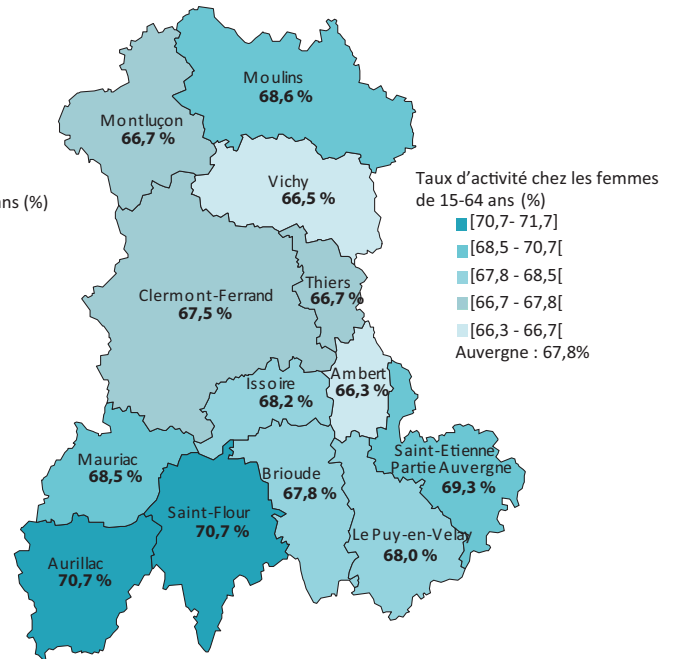 Moulins
68,6 %
Montluçon
66,7 %
Vichy
66,5 %
ans (%)
Taux d’activité chez les femmes
de 15-64 ans (%)
[70,7- 71,7]
[68,5 - 70,7[
[67,8 - 68,5[
[66,7 - 67,8[
[66,3 - 66,7[
Auvergne : 67,8%
Thiers
66,7 %
Clermont-Ferrand
67,5 %
Ambert
66,3 %
Issoire
68,2 %
Mauriac
68,5 %
Brioude
67,8 %
Saint-Etienne
Partie Auvergne
69,3 %
Saint-Flour
70,7 %
Le Puy-en-Velay
68,0 %
Aurillac
70,7 %